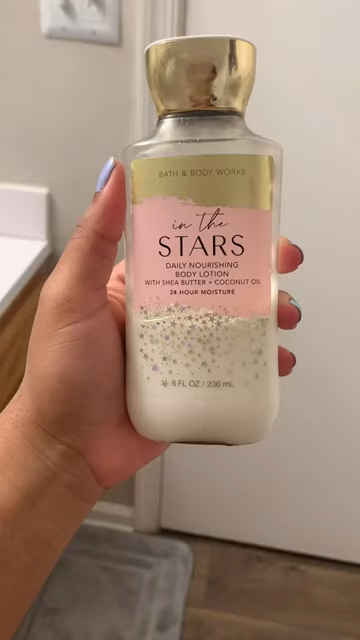 BATH & BODY WORKS
in the
STARS
DAILY NOURISHING
BODY LOTION
WITH SHEA BUTTER + COCONUT OIL
24 HOUR MOISTURE
8 FL OZ / 236 mL